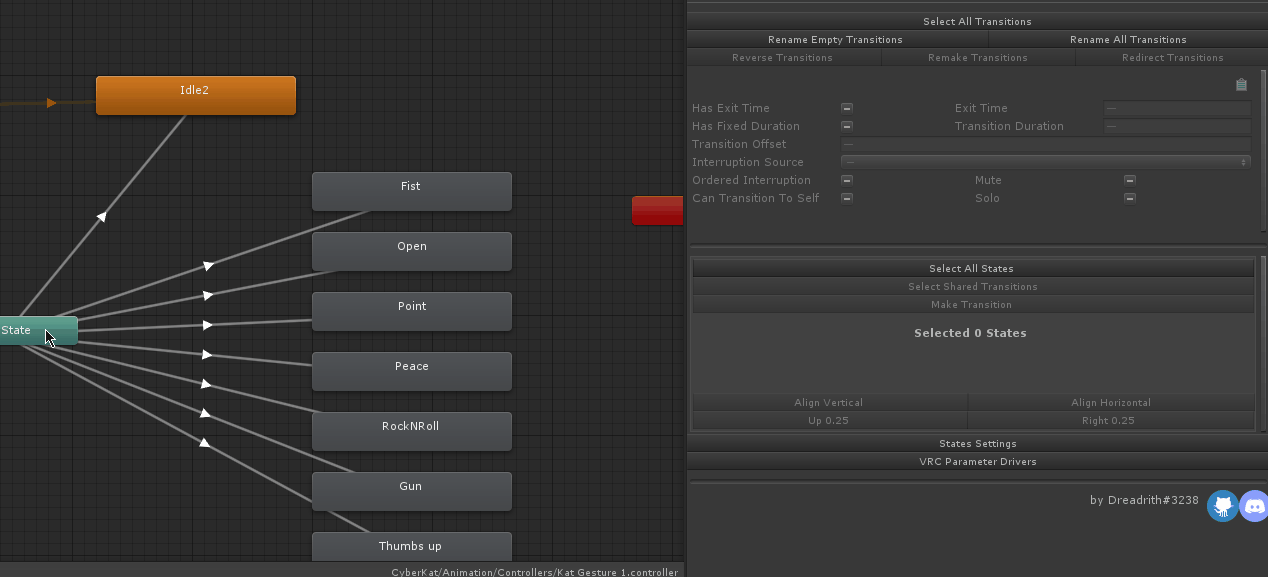 Idle2
Fist
Open
Point
Peace
RockNRoll
Gun
Thumbs up
State
CyberKat/Animation/Controllers/Kat Gesture 1.controller
Select All Transitions
Rename Empty Transitions Rename All Transitions
Reverse Transitions Remake Transitions Redirect Transitions
Has Exit Time Exit Time —
Has Fixed Duration Transition Duration —
Transition Offset —
Interruption Source —
Ordered Interruption Mute
Can Transition To Self Solo
Select All States
Select Shared Transitions
Make Transition
Selected 0 States
Align Vertical Align Horizontal
Up 0.25 Right 0.25
States Settings
VRC Parameter Drivers
by Dreadrith#3238